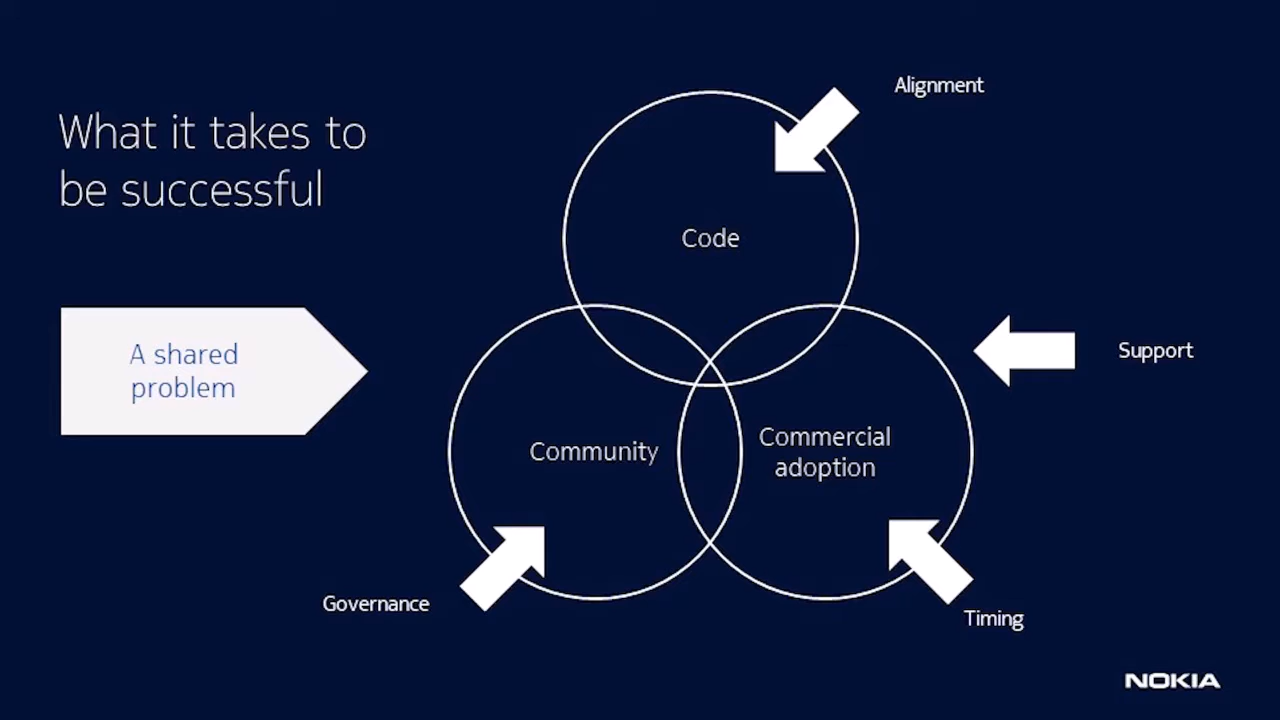 What it takes to
be successful
A shared
problem
Alignment
Code
Support
Community
Commercial
adoption
Governance
Timing
NOKIA